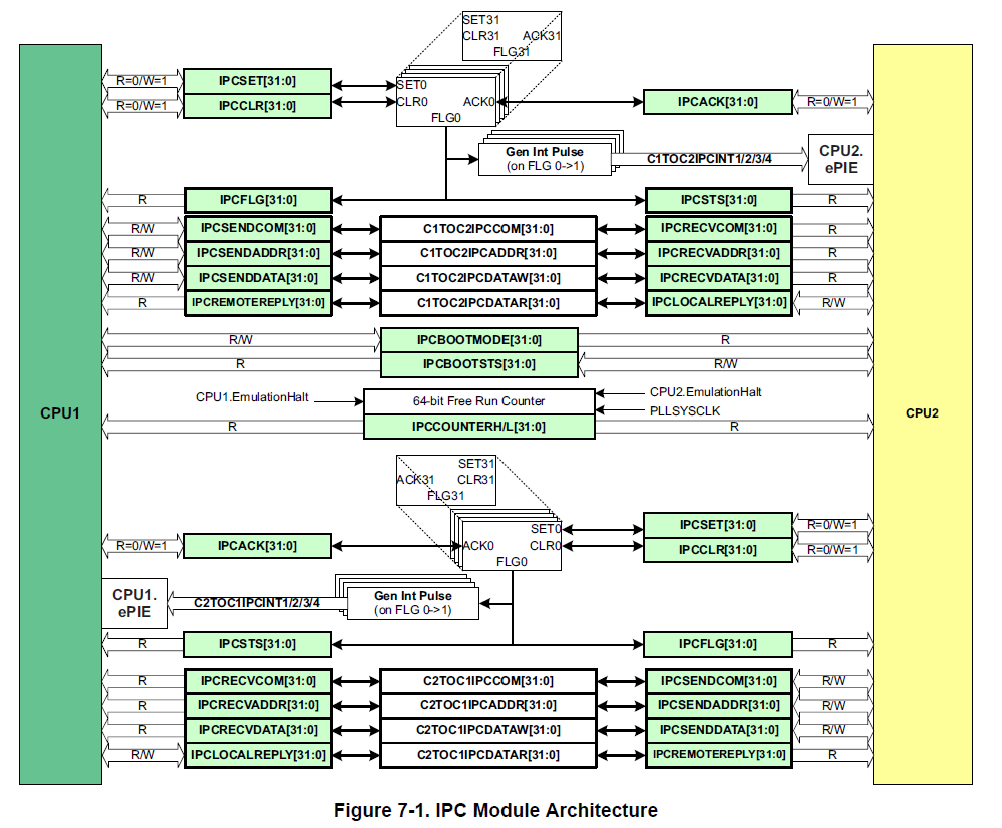 SET31
CLR31 ACK31
FLG31
R=0/W=1 IPCSET[31:0] SET0
R=0/W=1 IPCCLR[31:0] CLR0 ACK0 IPCACK[31:0] R=0/W=1
FLG0
Gen Int Pulse
(on FLG 0->1)
C1TOC2IPCINT1/2/3/4
CPU2.
ePIE
R IPCFLG[31:0] IPCSTS[31:0] R
R/W IPCSENDCOM[31:0] C1TOC2IPCCOM[31:0] IPCRECVCOM[31:0] R
R/W IPCSENDADDR[31:0] C1TOC2IPCADDR[31:0] IPCRECVADDR[31:0] R
R/W IPCSENDDATA[31:0] C1TOC2IPCDATAW[31:0] IPCRECVDATA[31:0] R
R IPCREMOTEREPLY[31:0] C1TOC2IPCDATAR[31:0] IPCLOCALREPLY[31:0] R/W
R/W IPCBOOTMODE[31:0] R
R IPCBOOTSTS[31:0] R/W
CPU1.EmulationHalt 64-bit Free Run Counter CPU2.EmulationHalt
PLLSYSCLK
CPU1
CPU2
R IPCCOUNTERH/L[31:0] R
SET31
ACK31 CLR31
FLG31
SET0 IPCSET[31:0] R=0/W=1
R=0/W=1 IPCACK[31:0] ACK0 CLR0 IPCCLR[31:0] R=0/W=1
FLG0
CPU1.
ePIE
C2TOC1IPCINT1/2/3/4
Gen Int Pulse
(on FLG 0->1)
R IPCSTS[31:0] IPCFLG[31:0] R
R IPCRECVCOM[31:0] C2TOC1IPCCOM[31:0] IPCSENDCOM[31:0] R/W
R IPCRECVADDR[31:0] C2TOC1IPCADDR[31:0] IPCSENDADDR[31:0] R/W
R IPCRECVDATA[31:0] C2TOC1IPCDATAW[31:0] IPCSENDDATA[31:0] R/W
R/W IPCLOCALREPLY[31:0] C2TOC1IPCDATAR[31:0] IPCREMOTEREPLY[31:0] R
Figure 7-1. IPC Module Architecture